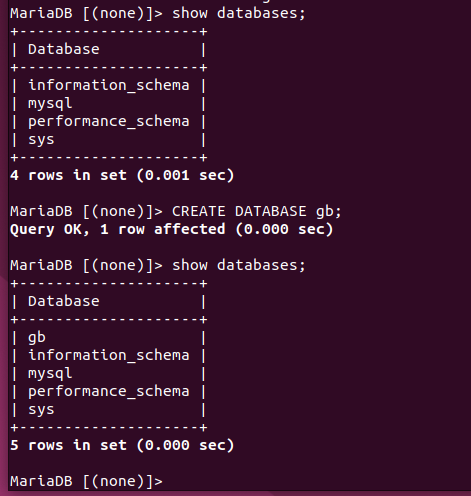 MariaDB [(none)]> show databases;
+--------------------+
| Database           |
+--------------------+
| information_schema |
| mysql              |
| performance_schema |
| sys                |
+--------------------+
4 rows in set (0.001 sec)
MariaDB [(none)]> CREATE DATABASE gb;
Query OK, 1 row affected (0.000 sec)
MariaDB [(none)]> show databases;
+--------------------+
| Database           |
+--------------------+
| gb                 |
| information_schema |
| mysql              |
| performance_schema |
| sys                |
+--------------------+
5 rows in set (0.000 sec)
MariaDB [(none)]>